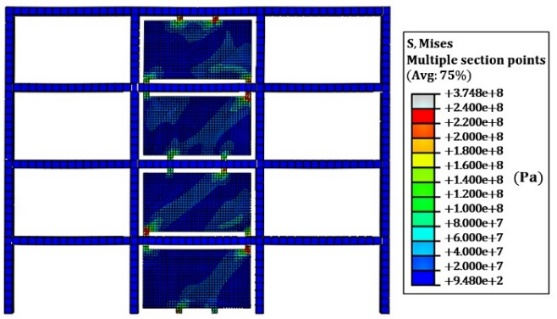 S, Mises
Multiple section points
(Avg: 75%)
+3.748e+8
+2.400e+8
+2.200e+8
+2.000e+8
+1.800e+8
+1.600e+8
+1.400e+8
(Pa)
+1.200e+8
+1.000e+8
+8.000e+7
+6.000e+7
+4.000e+7
+2.000e+7
+9.480e+2